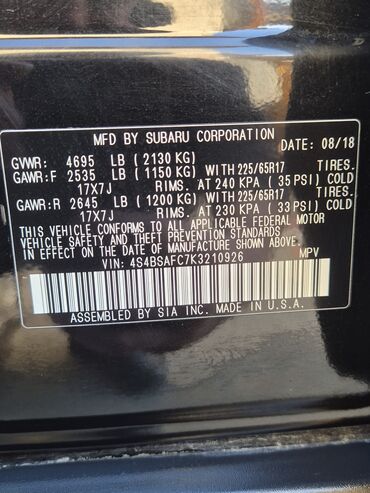 MFD BY SUBARU CORPORATION DATE: 08/18
GVWR: 4695 LB (2130 KG)
GAWR:F 2535 LB (1150 KG) WITH 225/65R17 TIRES.
17X7J RIMS. AT 240 KPA (35 PSI) COLD
GAWR:R 2645 LB (1200 KG) WITH 225/65R17 TIRES.
17X7J RIMS. AT 230 KPA (33 PSI) COLD
THIS VEHICLE CONFORMS TO ALL APPLICABLE FEDERAL MOTOR
VEHICLE SAFETY AND THEFT PREVENTION STANDARDS IN EFFECT
ON THE DATE OF MANUFACTURE SHOWN ABOVE.
VIN: 4S4BSAFC7K3210926 MPV
ASSEMBLED BY SIA INC. MADE IN U.S.A.